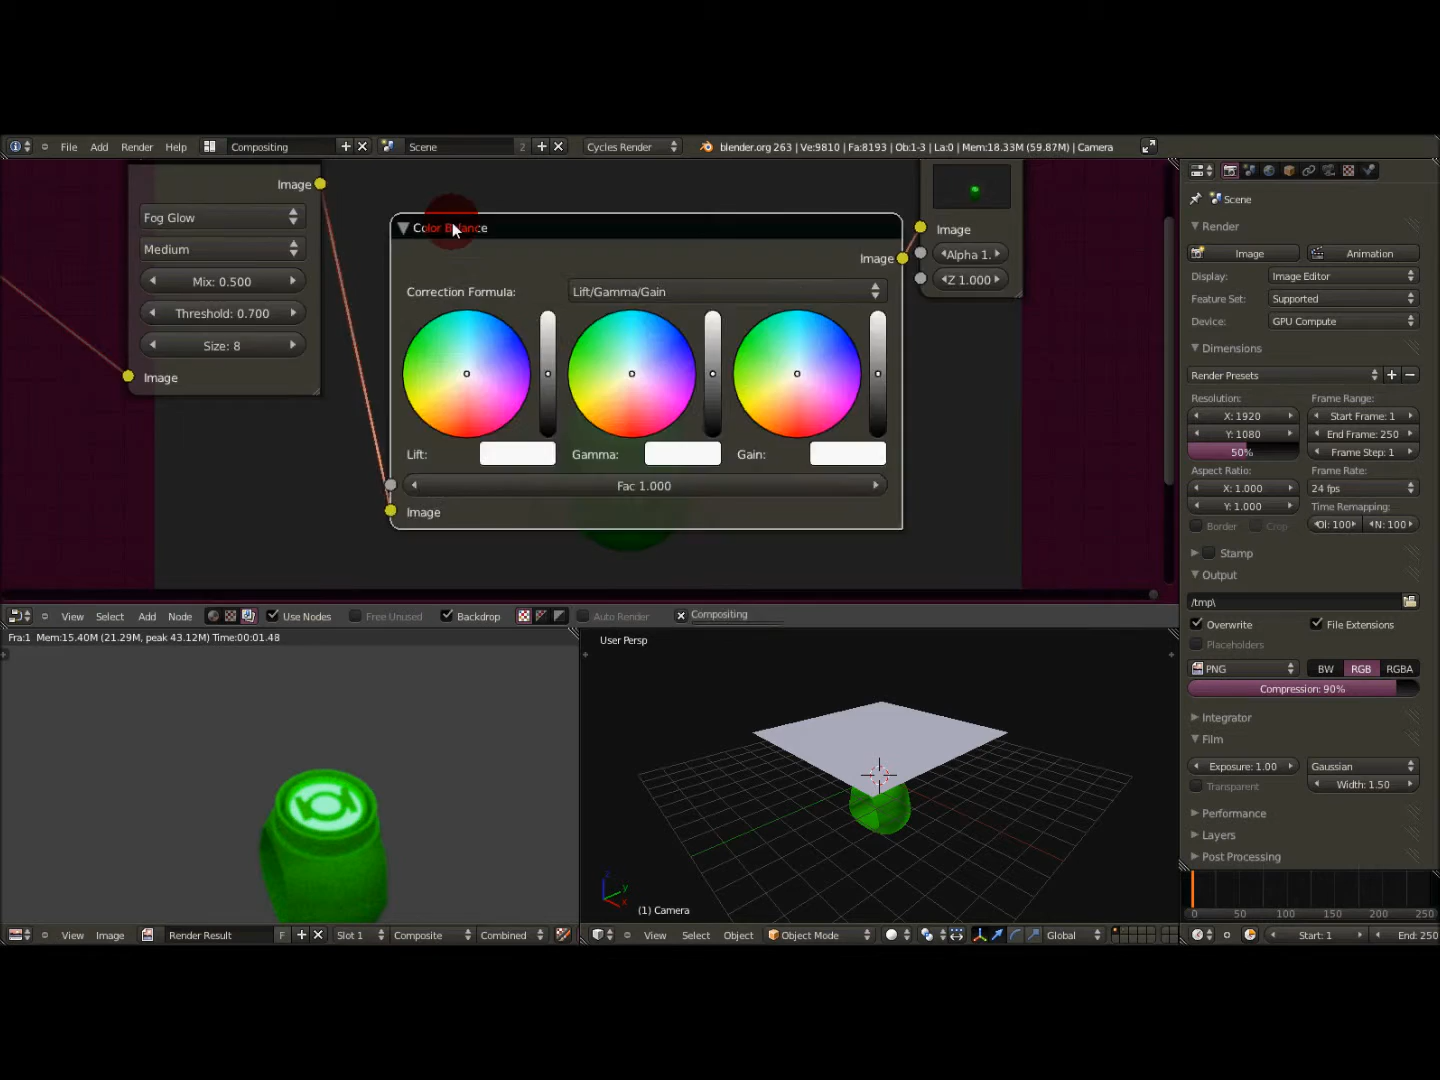 File Add Render Help Compositing Scene 2 Cycles Render blender.org 263 | Ve:9810 | Fa:8193 | Ob:1-3 | La:0 | Mem:18.33M (59.87M) | Camera
Image
Fog Glow
Medium
Mix: 0.500
Threshold: 0.700
Size: 8
Image
Color Balance
Image
Correction Formula: Lift/Gamma/Gain
Lift: Gamma: Gain:
Fac 1.000
Image
Image
Alpha 1.
Z 1.000
View Select Add Node Use Nodes Free Unused Backdrop Auto Render Compositing
Fra:1 Mem:15.40M (21.29M, peak 43.12M) Time:00:01.48
View Image Render Result F Slot 1 Composite Combined
User Persp
z
y
x
(1) Camera
View Select Object Object Mode Global
Scene
Render
Image Animation
Display: Image Editor
Feature Set: Supported
Device: GPU Compute
Dimensions
Render Presets
Resolution: Frame Range:
X: 1920 Start Frame: 1
Y: 1080 End Frame: 250
50% Frame Step: 1
Aspect Ratio: Frame Rate:
X: 1.000 24 fps
Y: 1.000 Time Remapping:
Border Crop Ol: 100 N: 100
Stamp
Output
/tmp\
Overwrite File Extensions
Placeholders
PNG BW RGB RGBA
Compression: 90%
Integrator
Film
Exposure: 1.00 Gaussian
Transparent Width: 1.50
Performance
Layers
Post Processing
0 50 100 150 200 250
Start: 1 End: 250